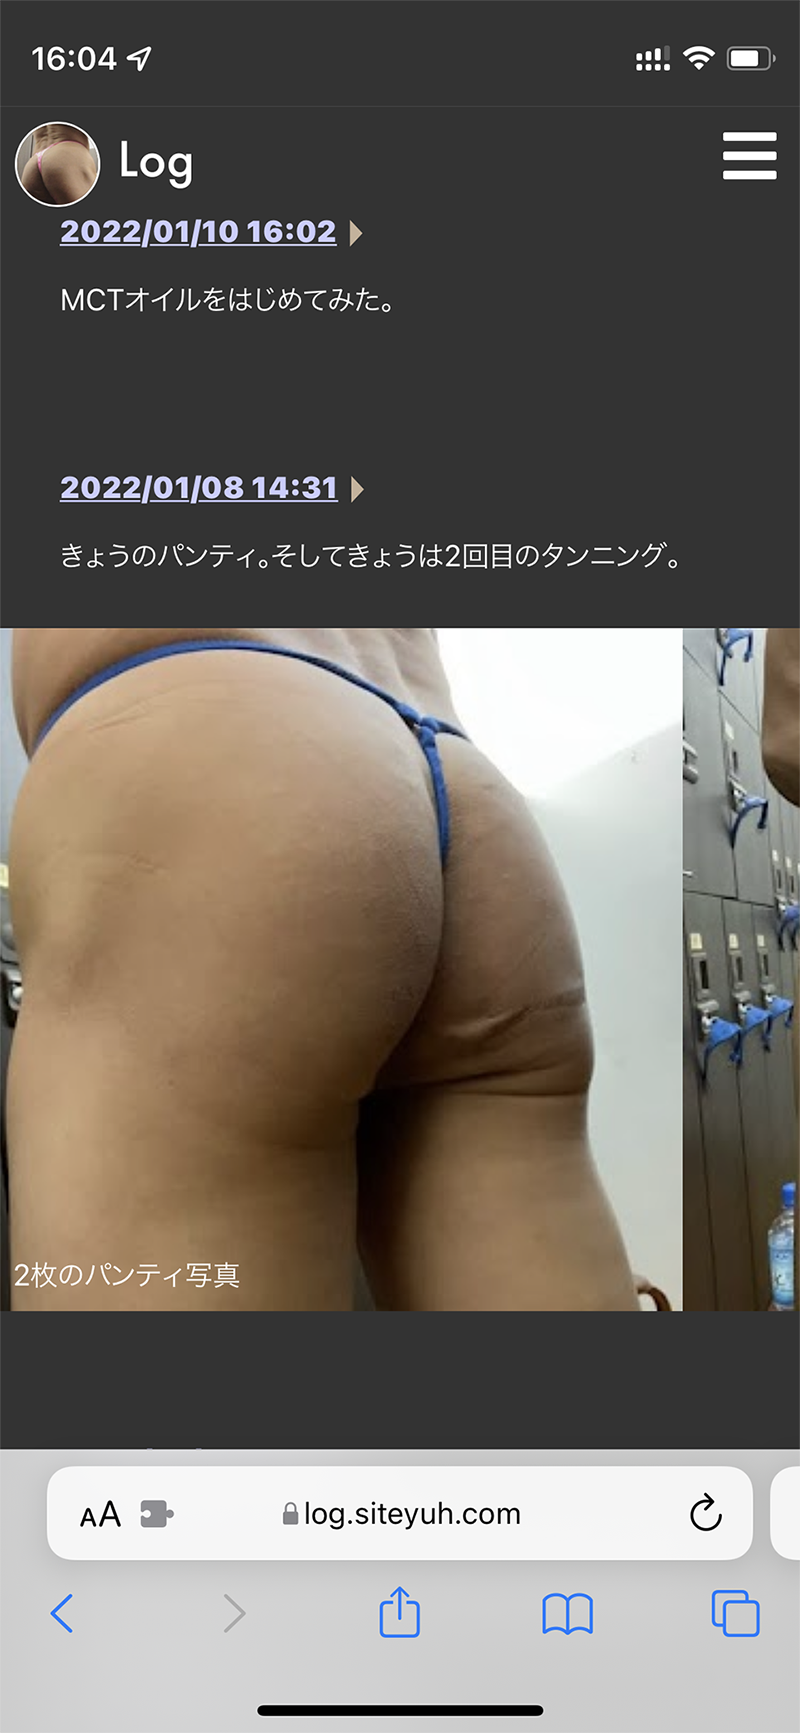 16:04
Log
2022/01/10 16:02
MCTオイルをはじめてみた。
2022/01/08 14:31
きょうのパンティ。そしてきょうは2回目のタンニング。
2枚のパンティ写真
AA
log.siteyuh.com